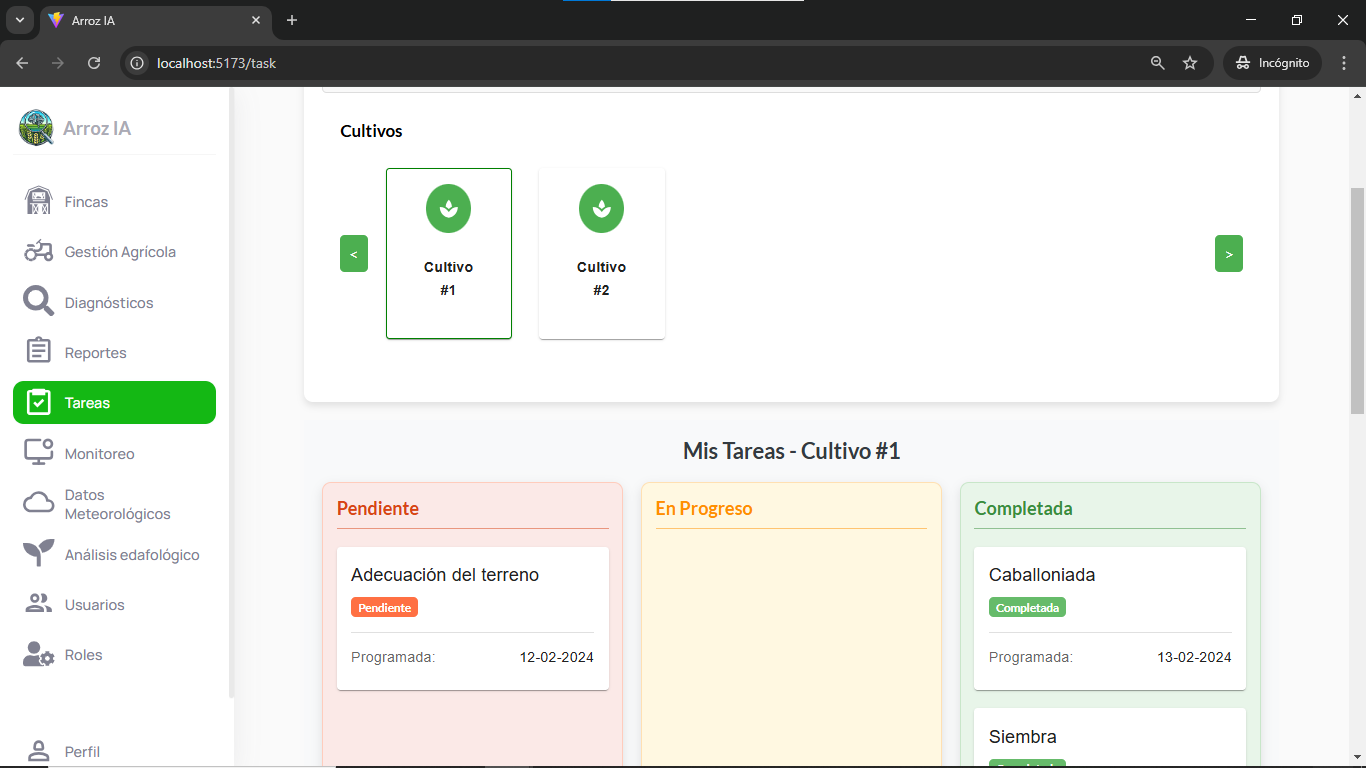 Arroz IA
localhost:5173/task
Incógnito
Arroz IA
Fincas
Gestión Agrícola
Diagnósticos
Reportes
Tareas
Monitoreo
Datos
Meteorológicos
Análisis edafológico
Usuarios
Roles
Perfil
Cultivos
<
Cultivo
#1
Cultivo
#2
>
Mis Tareas - Cultivo #1
Pendiente
Adecuación del terreno
Pendiente
Programada: 12-02-2024
En Progreso
Completada
Caballoniada
Completada
Programada: 13-02-2024
Siembra